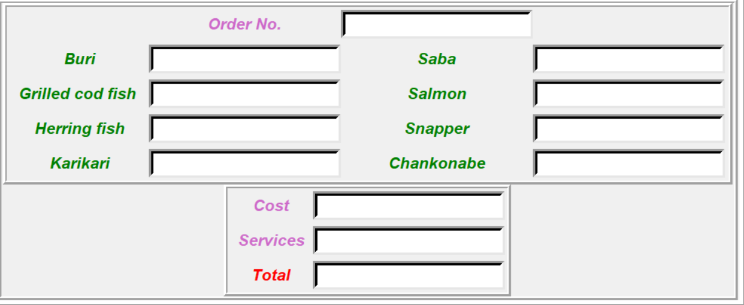 Order No.
Buri Saba
Grilled cod fish Salmon
Herring fish Snapper
Karikari Chankonabe
Cost
Services
Total